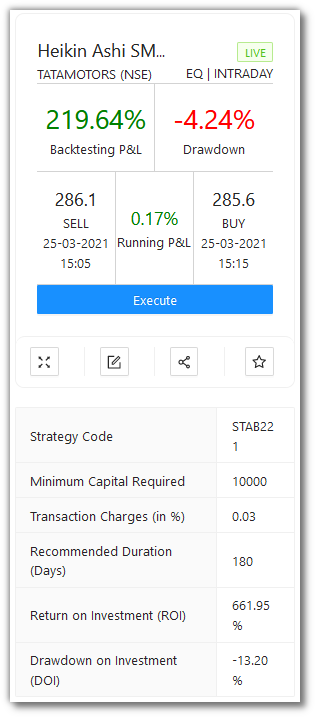 Heikin Ashi SM...
LIVE
TATAMOTORS (NSE)
EQ | INTRADAY
219.64%
Backtesting P&L
-4.24%
Drawdown
286.1
SELL
25-03-2021
15:05
0.17%
Running P&L
285.6
BUY
25-03-2021
15:15
Execute
Strategy Code
STAB22
1
Minimum Capital Required
10000
Transaction Charges (in %)
0.03
Recommended Duration
(Days)
180
Return on Investment (ROI)
661.95
%
Drawdown on Investment
(DOI)
-13.20
%